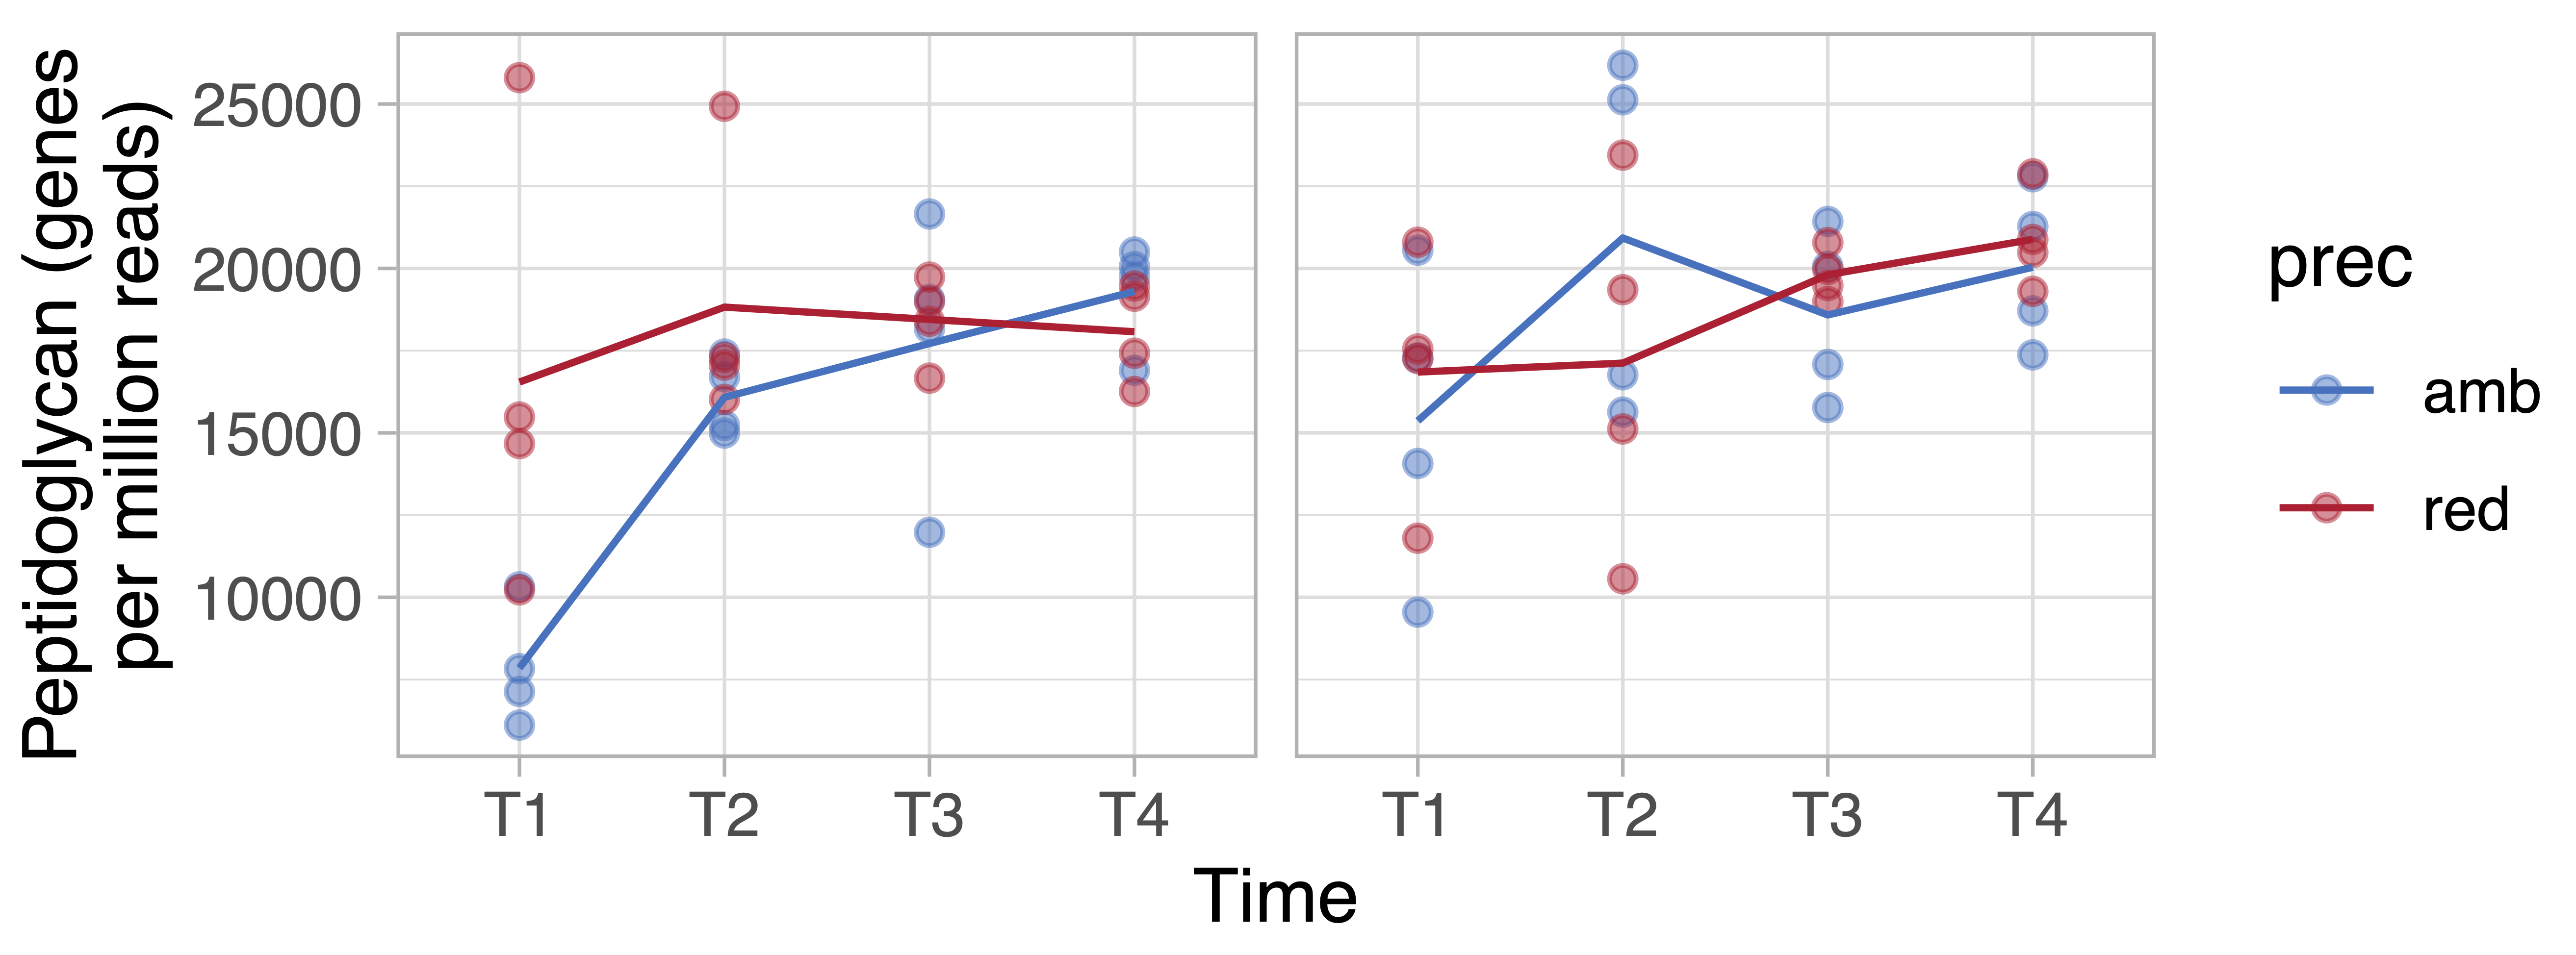 Peptidoglycan (genes
per million reads)
25000
20000
15000
10000
T1 T2 T3 T4
T1 T2 T3 T4
Time
prec
amb
red